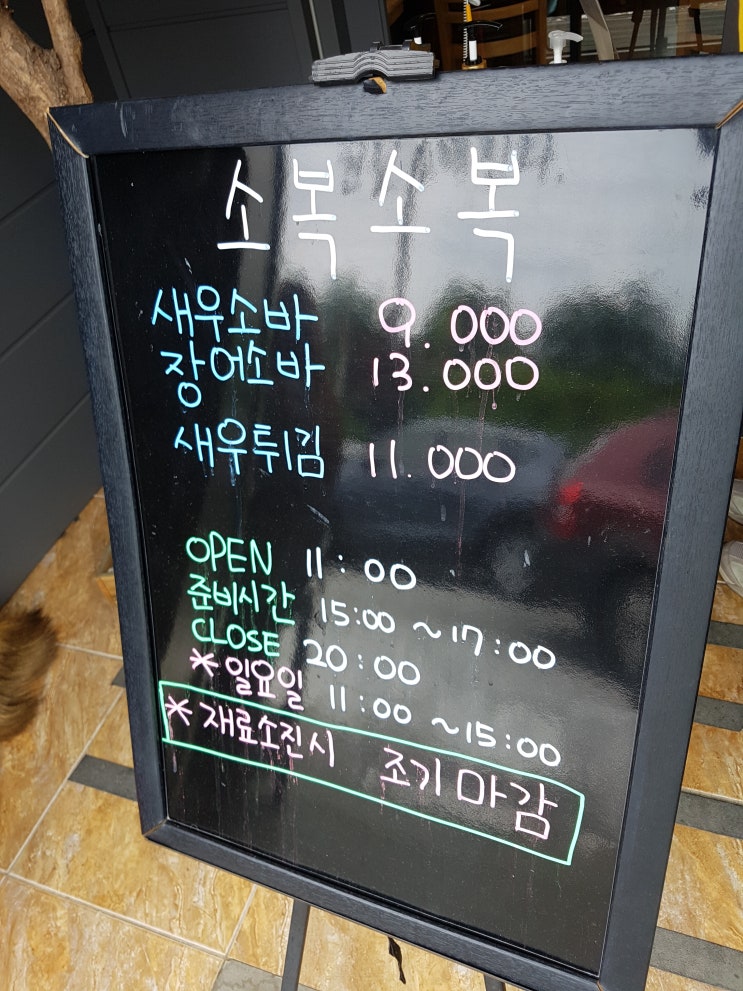 소복소복
새우소바 9.000
장어소바 13.000
새우튀김 11.000
OPEN 11:00
준비시간 15:00 ~17:00
CLOSE 20:00
*일요일 11:00 ~15:00
*재료소진시 조기마감